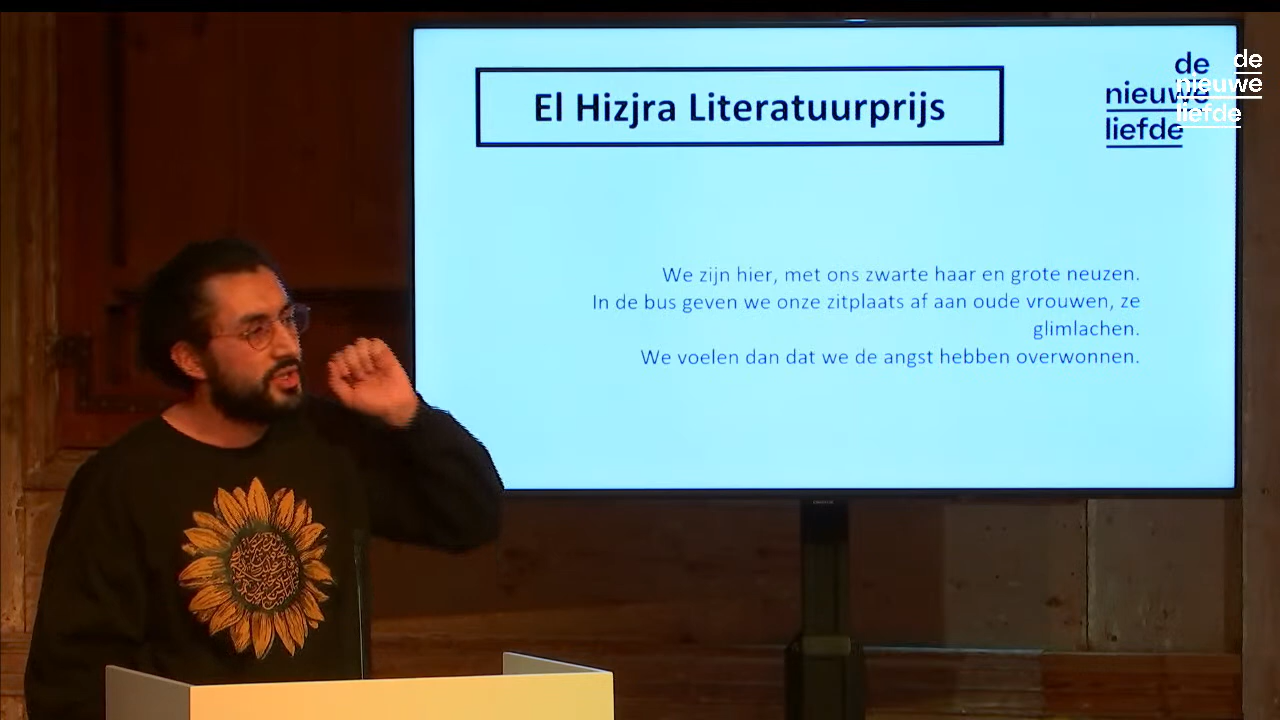 El Hizjra Literatuurprijs
de
nieuwe
liefde
de
nieuwe
liefde
We zijn hier, met ons zwarte haar en grote neuzen.
In de bus geven we onze zitplaats af aan oude vrouwen, ze
glimlachen.
We voelen dan dat we de angst hebben overwonnen.